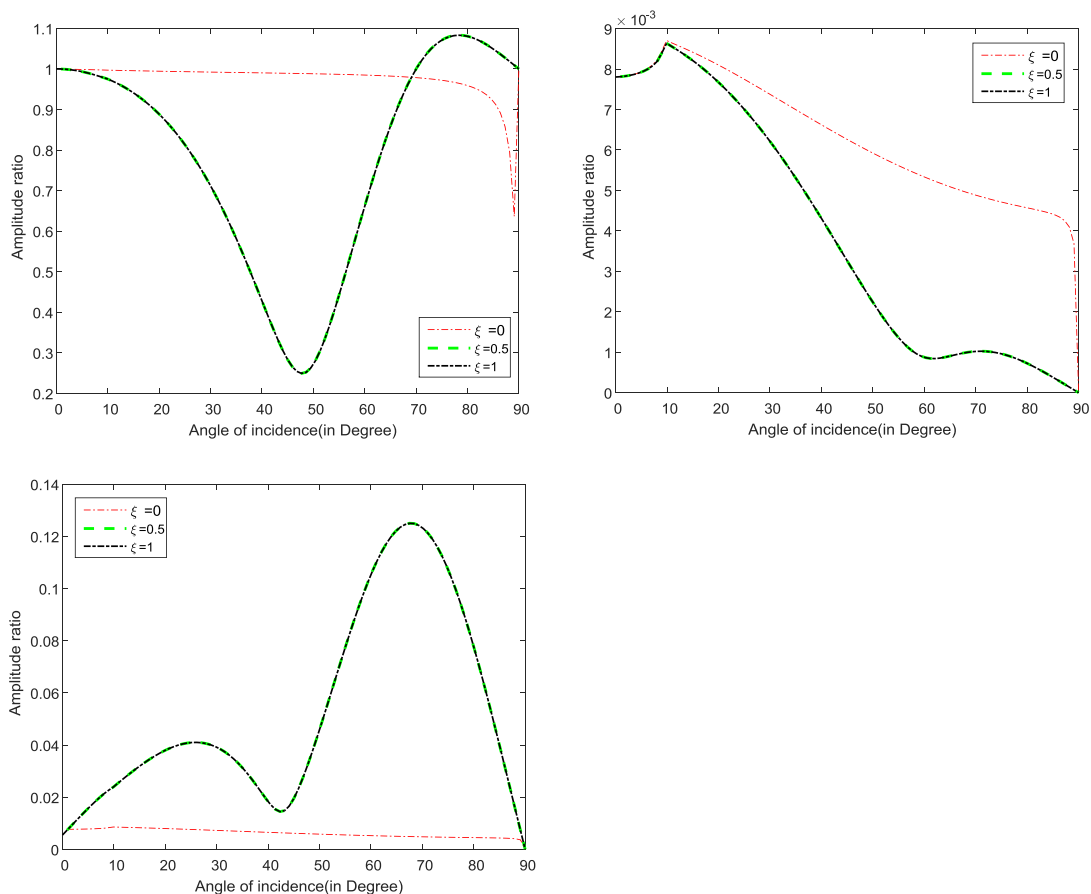 1.1
1
0.9
0.8
0.7
0.6
0.5
0.4
0.3
0.2
0 10 20 30 40 50 60 70 80 90
Amplitude ratio
Angle of incidence(in Degree)
ξ =0
ξ=0.5
ξ=1
× 10⁻³
9
8
7
6
5
4
3
2
1
0
0 10 20 30 40 50 60 70 80 90
Amplitude ratio
Angle of incidence(in Degree)
ξ =0
ξ=0.5
ξ=1
0.14
0.12
0.1
0.08
0.06
0.04
0.02
0
0 10 20 30 40 50 60 70 80 90
Amplitude ratio
Angle of incidence(in Degree)
ξ =0
ξ=0.5
ξ=1